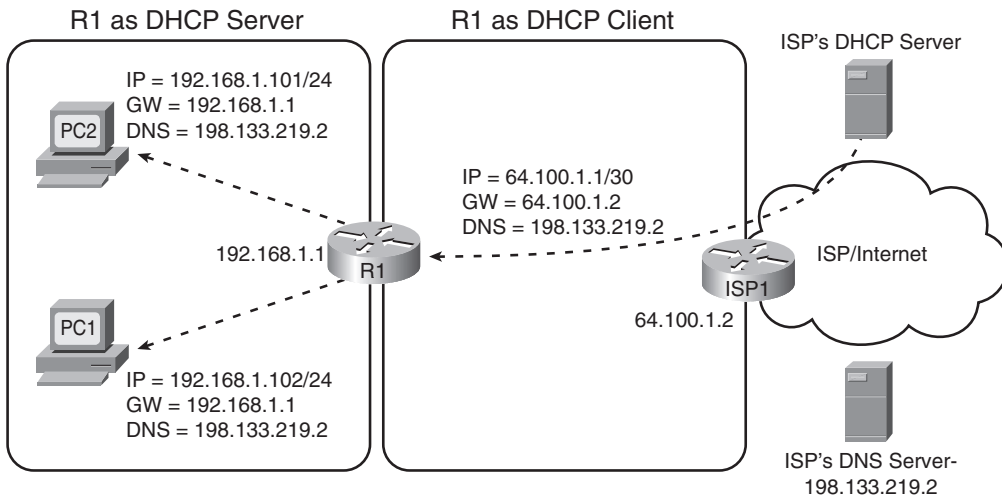 R1 as DHCP Server
R1 as DHCP Client
ISP's DHCP Server
IP = 192.168.1.101/24
GW = 192.168.1.1
DNS = 198.133.219.2
PC2
IP = 64.100.1.1/30
GW = 64.100.1.2
DNS = 198.133.219.2
192.168.1.1
R1
ISP/Internet
ISP1
64.100.1.2
PC1
IP = 192.168.1.102/24
GW = 192.168.1.1
DNS = 198.133.219.2
ISP's DNS Server-
198.133.219.2